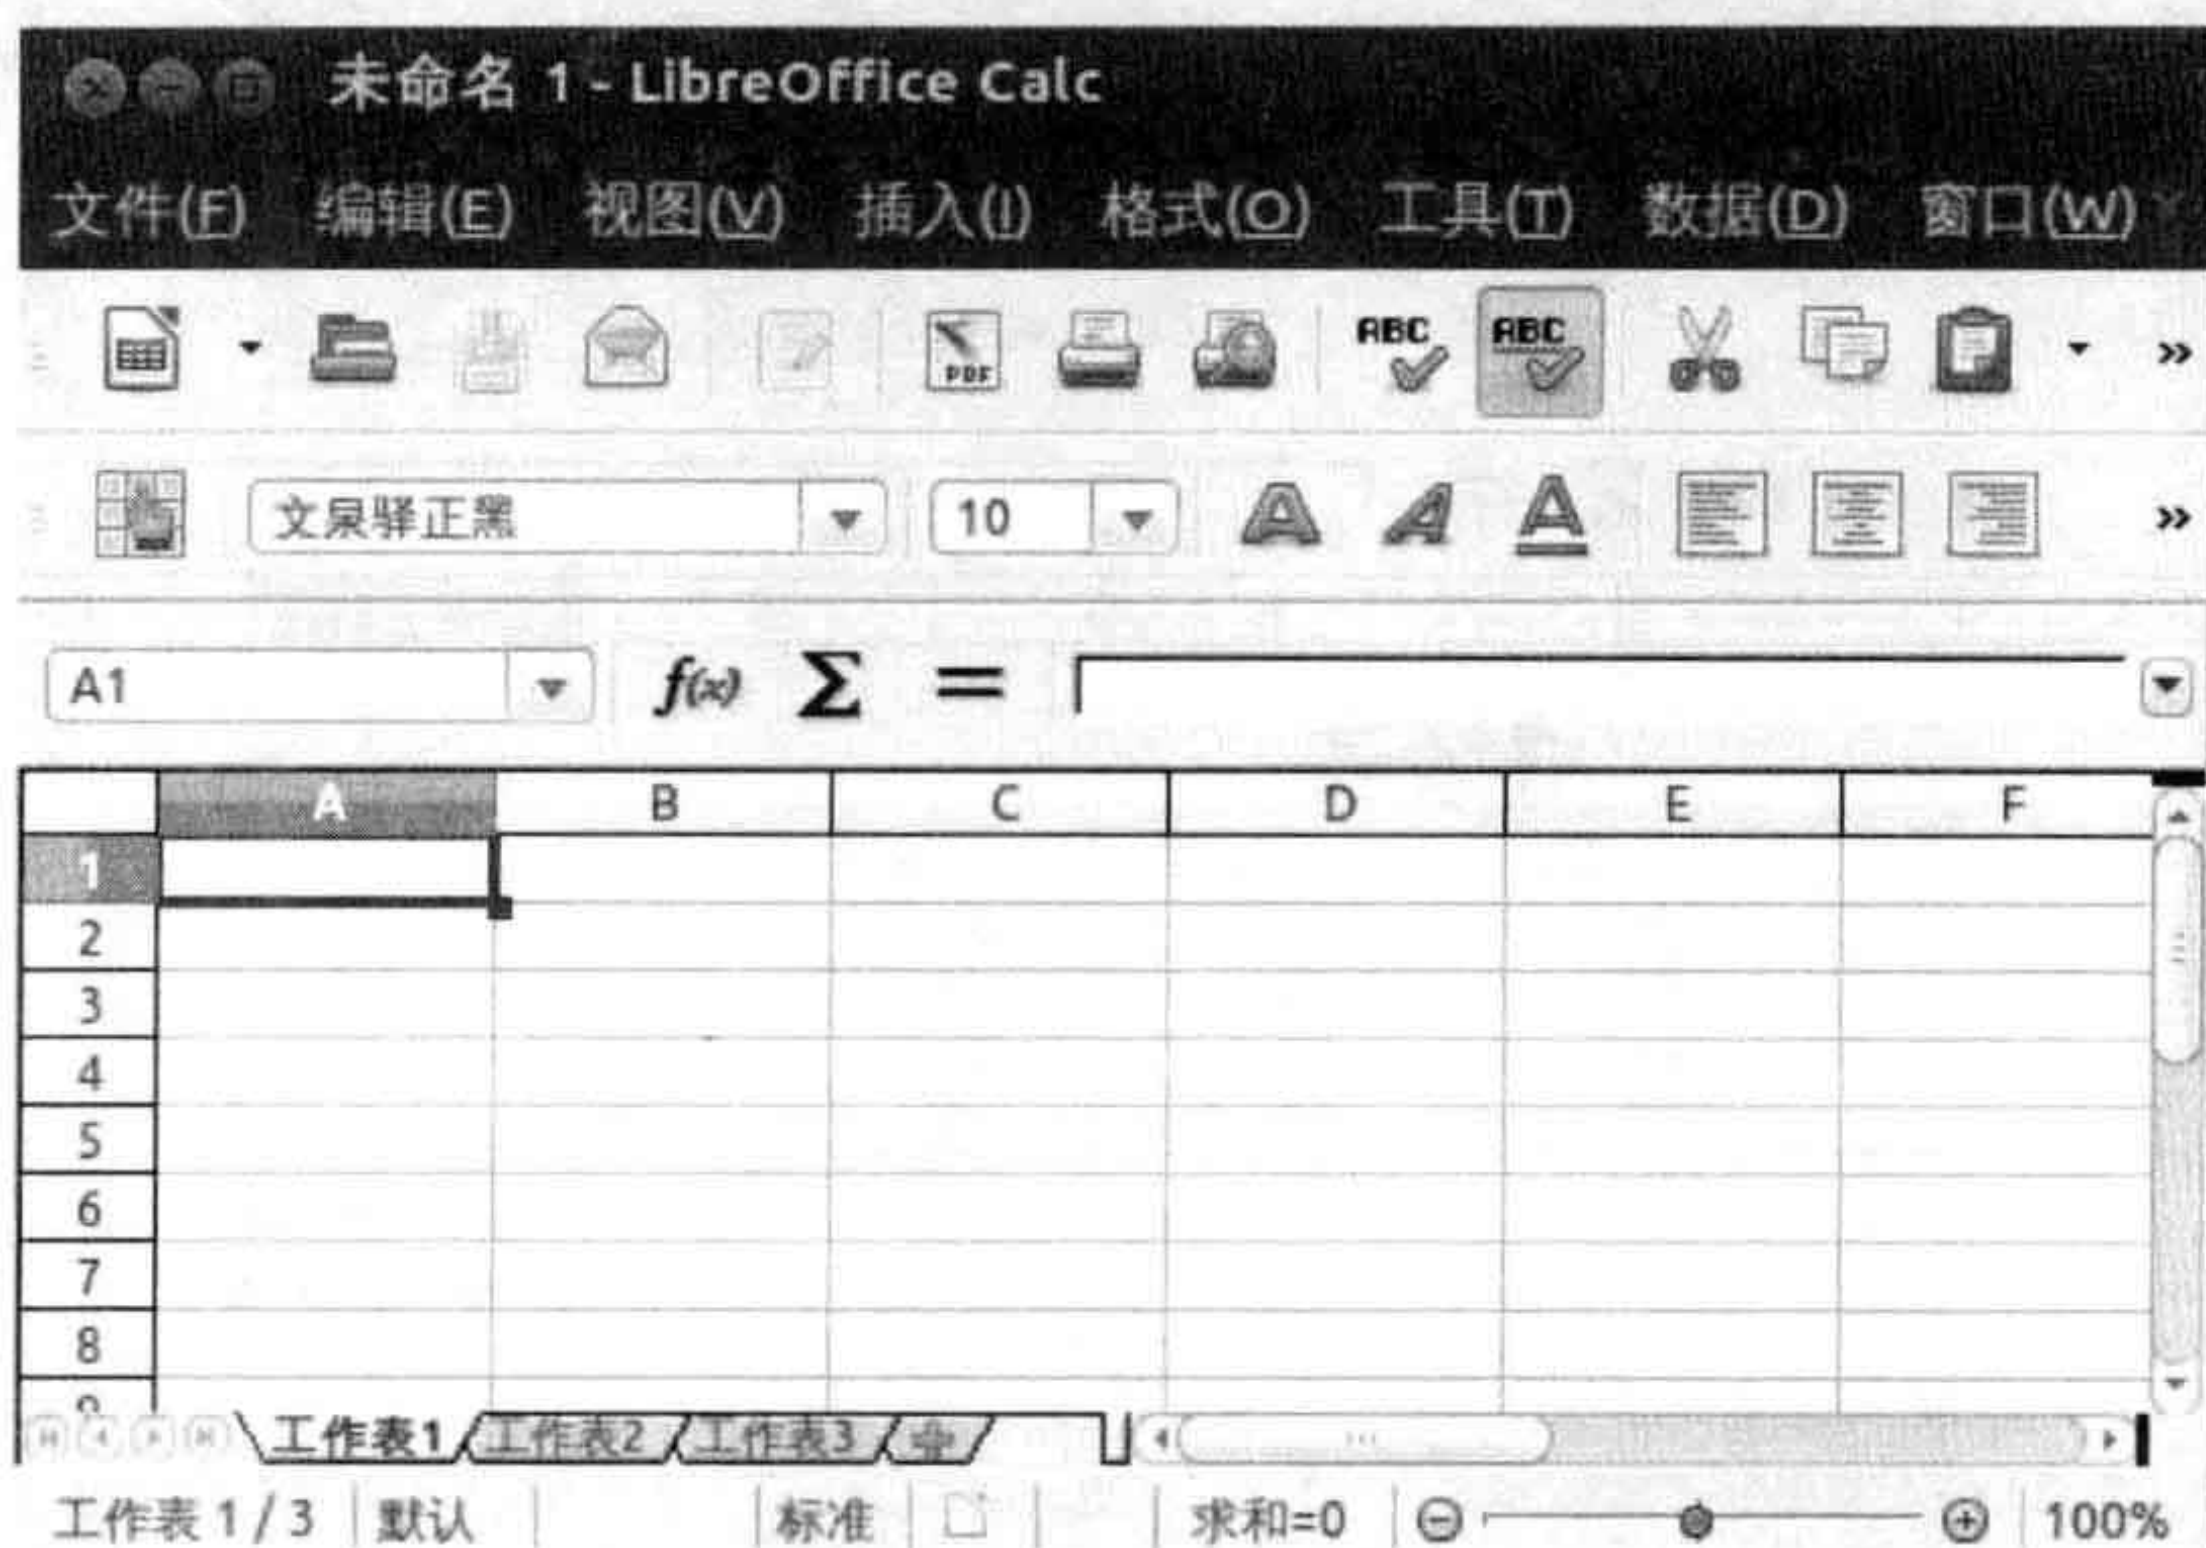 未命名 1 - LibreOffice Calc
文件(F) 编辑(E) 视图(V) 插入(I) 格式(O) 工具(T) 数据(D) 窗口(W)
PDF ABC ABC
文泉驿正黑 10 A A A
A1 f(x) Σ =
A B C D E F
1
2
3
4
5
6
7
8
9
工作表1 工作表2 工作表3
工作表 1 / 3 默认 标准 求和=0 100%